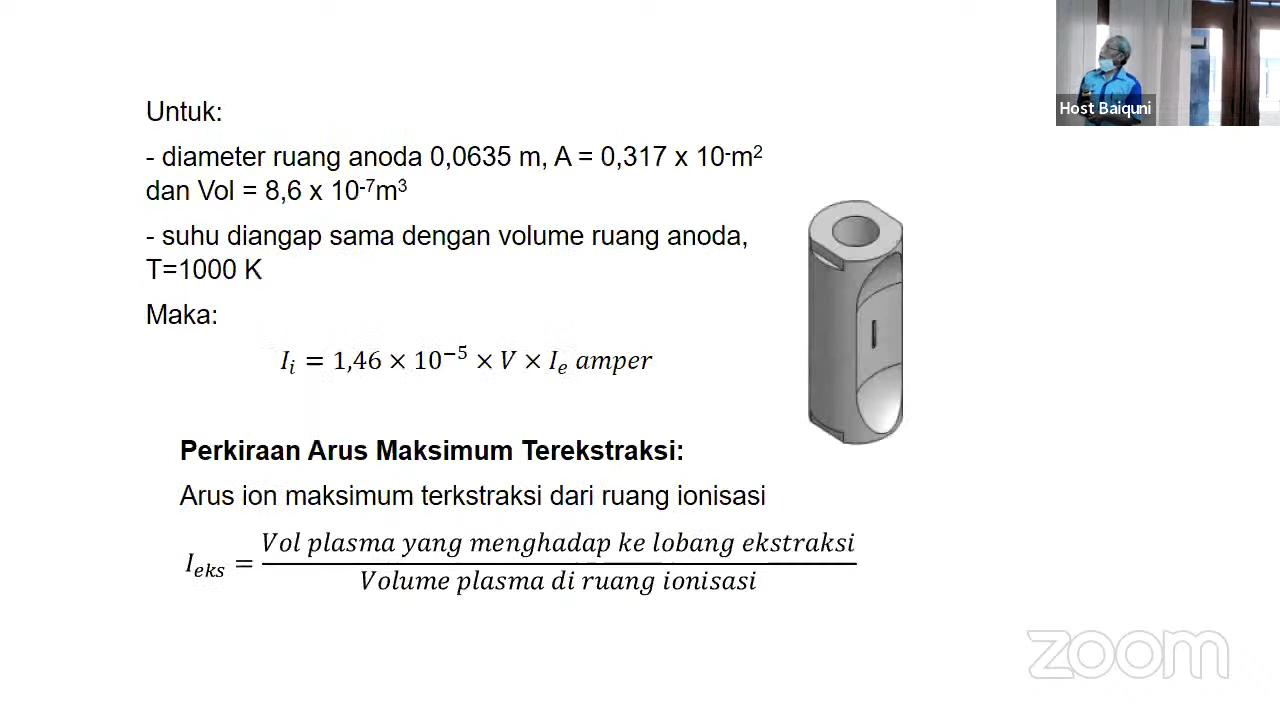 Host Baiquni
Untuk:
- diameter ruang anoda 0,0635 m, A = 0,317 x 10⁻m²
dan Vol = 8,6 x 10⁻⁷m³
- suhu diangap sama dengan volume ruang anoda,
T=1000 K
Maka:
Iᵢ = 1,46 × 10⁻⁵ × V × Iₑ amper
Perkiraan Arus Maksimum Terekstraksi:
Arus ion maksimum terkstraksi dari ruang ionisasi
Vol plasma yang menghadap ke lobang ekstraksi
Iₑₖₛ =
Volume plasma di ruang ionisasi
zoom